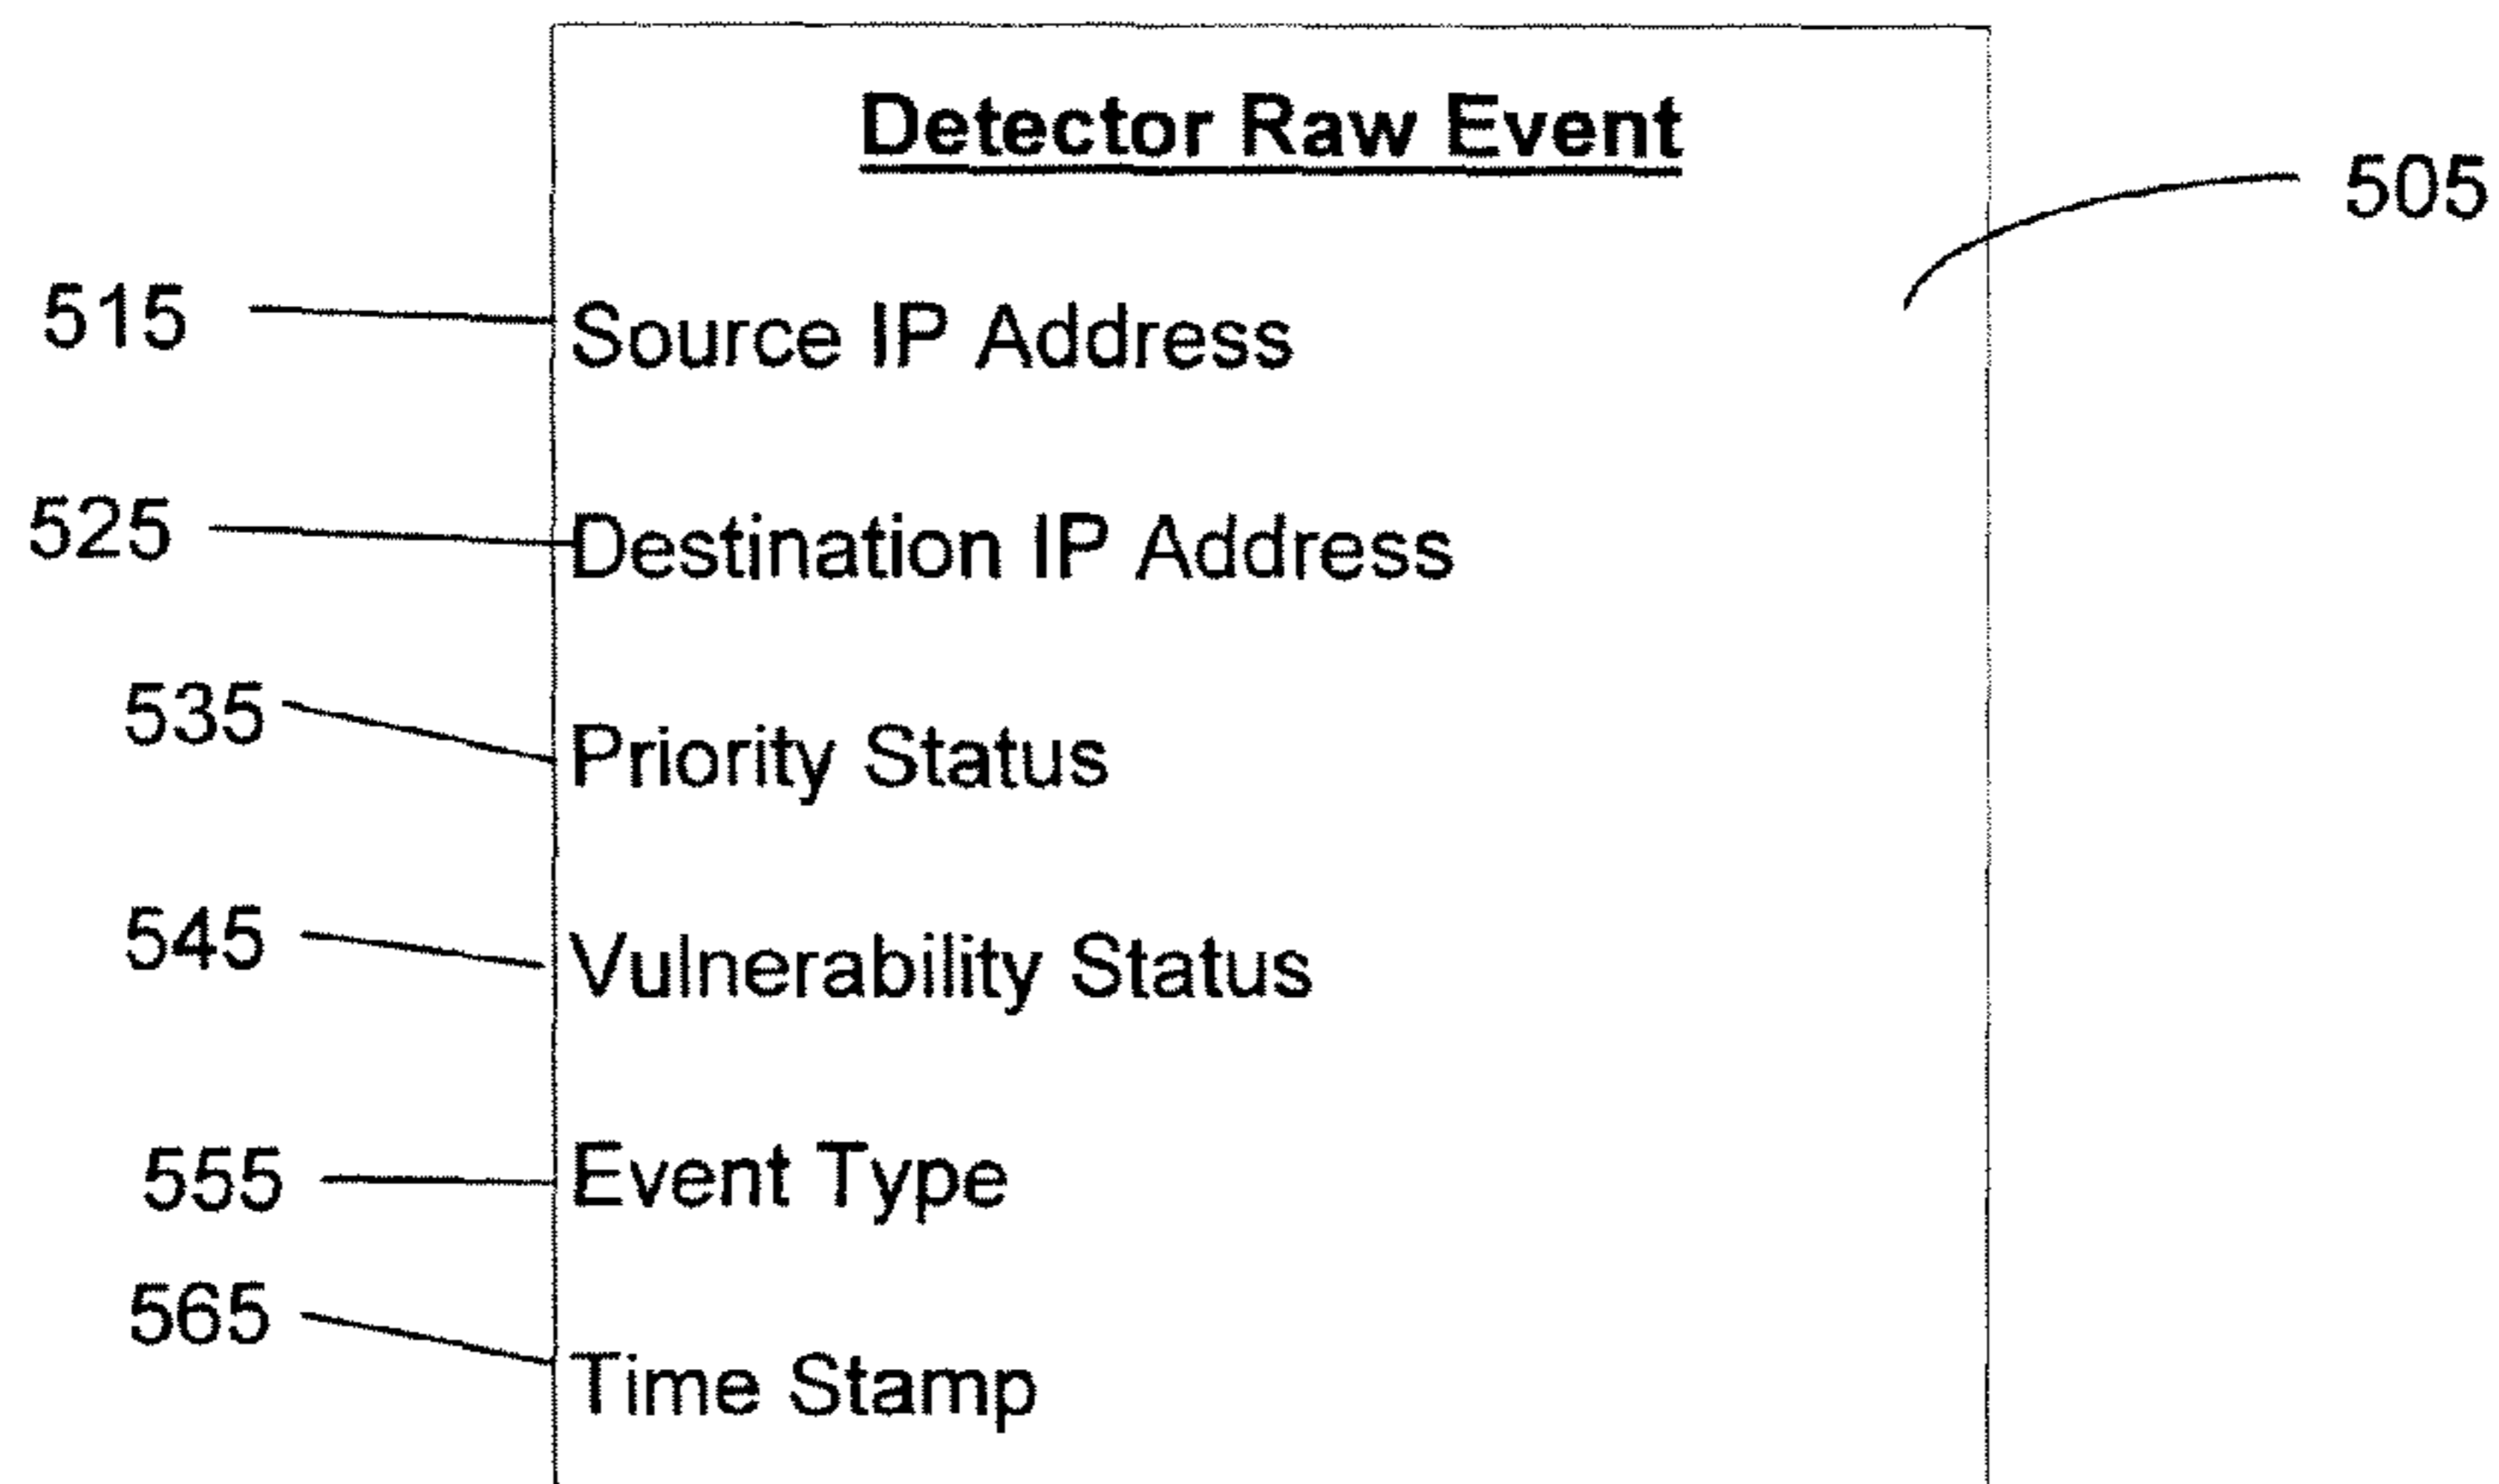 Detector Raw Event
505
515 Source IP Address
525 Destination IP Address
535 Priority Status
545 Vulnerability Status
555 Event Type
565 Time Stamp